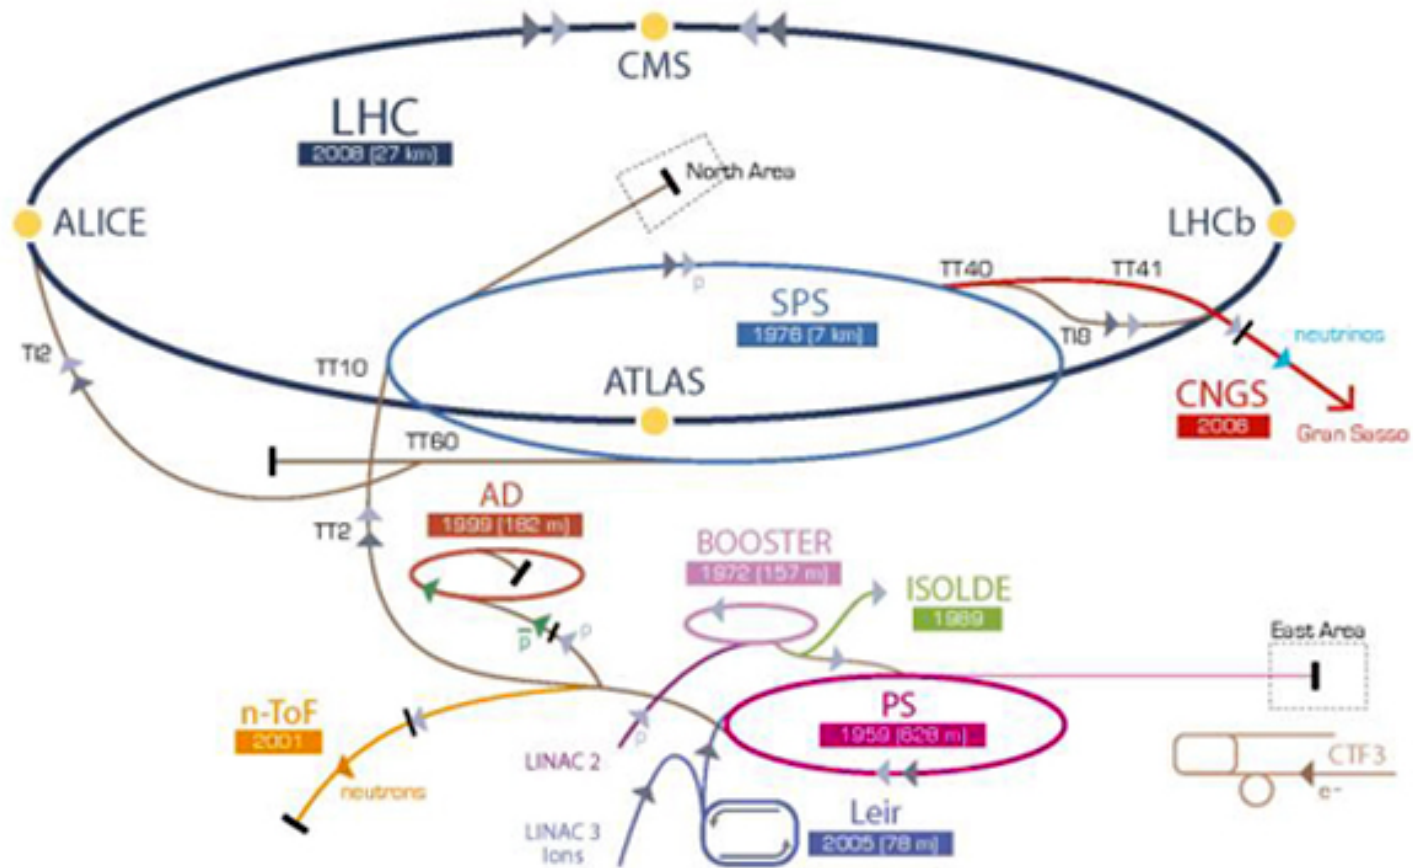 CMS
LHC
2008 (27 km)
North Area
ALICE
LHCb
TT40
TT41
SPS
1976 (7 km)
p
TI8
neutrinos
TI2
TT10
ATLAS
CNGS
2006
Gran Sasso
TT60
AD
1999 (182 m)
TT2
BOOSTER
1972 (157 m)
ISOLDE
1989
p
p̅
East Area
n-ToF
2001
PS
1959 (628 m)
p
LINAC 2
neutrons
CTF3
e-
Leir
2005 (78 m)
LINAC 3
Ions